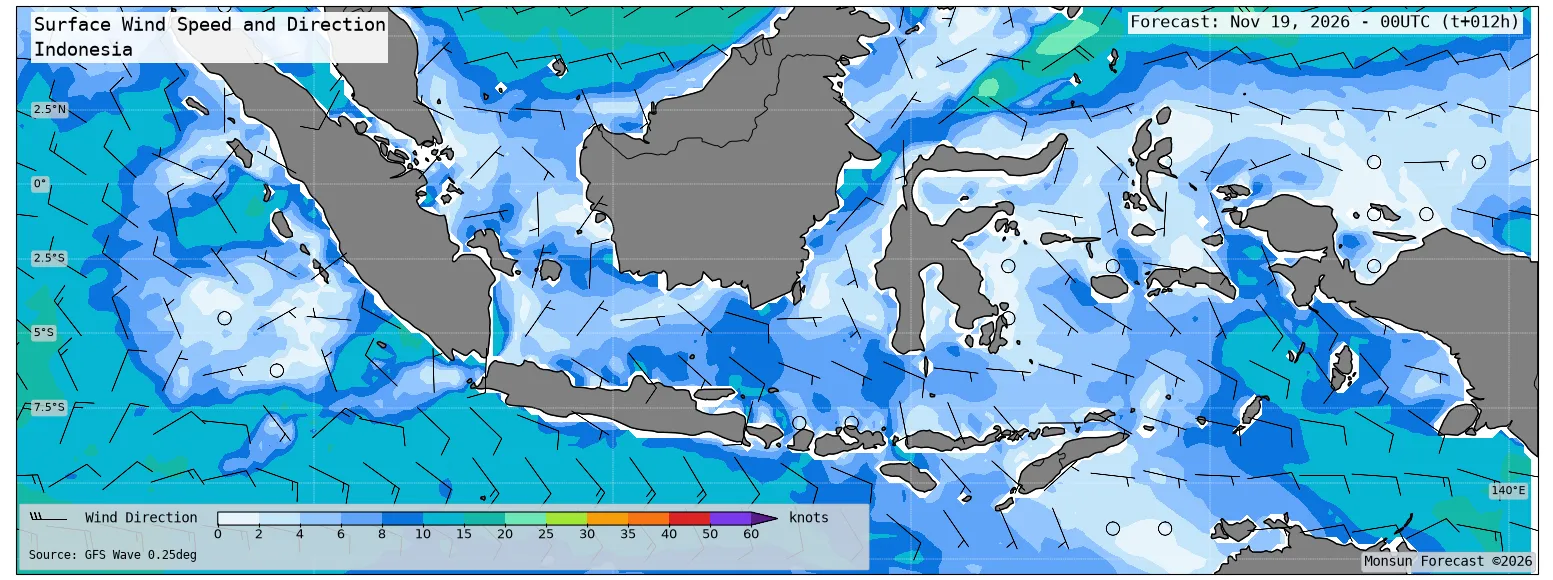 Surface Wind Speed and Direction
Indonesia
Forecast: Nov 19, 2026 - 00UTC (t+012h)
2.5°N
0°
2.5°S
5°S
7.5°S
140°E
Wind Direction
0 2 4 6 8 10 15 20 25 30 35 40 50 60
knots
Source: GFS Wave 0.25deg
Monsun Forecast ©2026